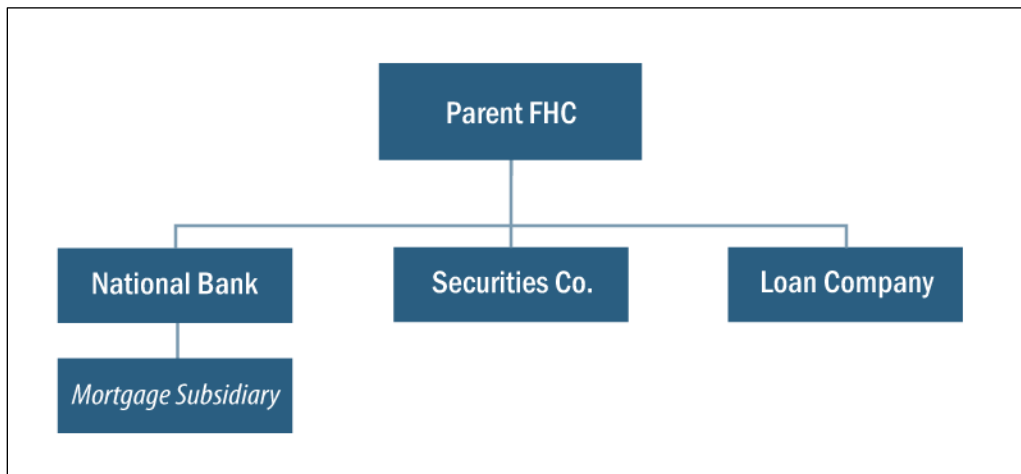 Parent FHC
National Bank
Securities Co.
Loan Company
Mortgage Subsidiary